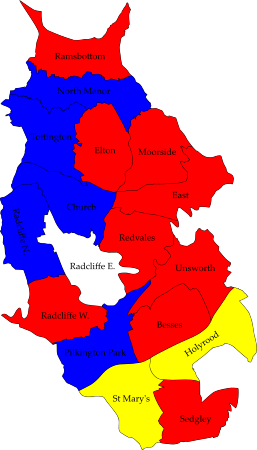 Ramsbottom
North Manor
Tottington
Elton
Moorside
East
Church
Radcliffe N.
Redvales
Radcliffe E.
Unsworth
Radcliffe W.
Besses
Holyrood
Pilkington Park
St Mary's
Sedgley